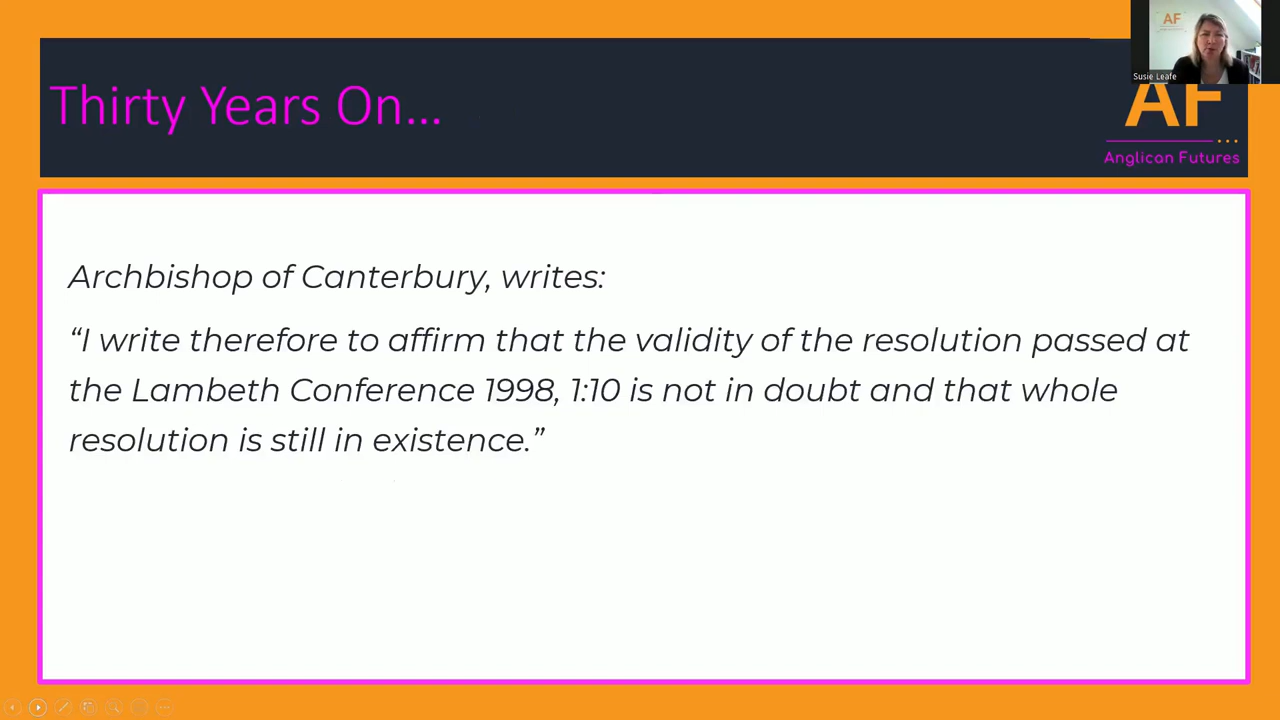 Thirty Years On...
AF
Susie Leafe
AF
Anglican Futures
Archbishop of Canterbury, writes:
“I write therefore to affirm that the validity of the resolution passed at
the Lambeth Conference 1998, 1:10 is not in doubt and that whole
resolution is still in existence.”